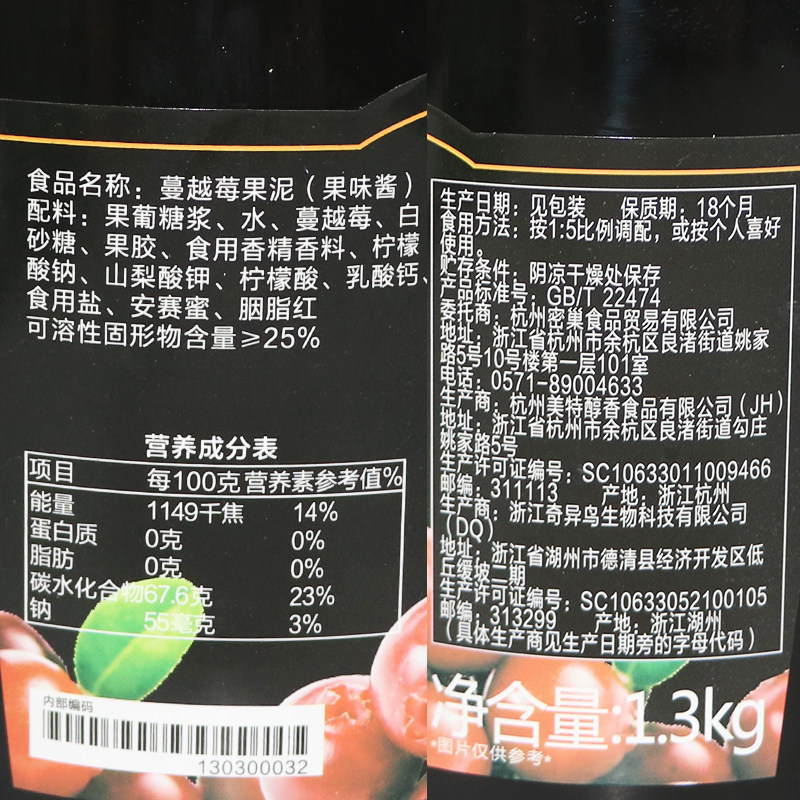 食品名称：蔓越莓果泥（果味酱）
配料：果葡糖浆、水、蔓越莓、白
砂糖、果胶、食用香精香料、柠檬
酸钠、山梨酸钾、柠檬酸、乳酸钙、
食用盐、安赛蜜、胭脂红
可溶性固形物含量≥25%
营养成分表
项目 每100克 营养素参考值%
能量 1149千焦 14%
蛋白质 0克 0%
脂肪 0克 0%
碳水化合物 67.6克 23%
钠 55毫克 3%
内部编码
130300032
生产日期：见包装 保质期：18个月
食用方法：按1:5比例调配，或按个人喜好
使用。
贮存条件：阴凉干燥处保存
产品标准号：GB/T 22474
委托商：杭州密巢食品贸易有限公司
地址：浙江省杭州市余杭区良渚街道姚家
路5号10号楼第一层101室
电话：0571-89004633
生产商：杭州美特醇香食品有限公司（JH）
地址：浙江省杭州市余杭区良渚街道勾庄
姚家路5号
生产许可证编号：SC10633011009466
邮编：311113 产地：浙江杭州
生产商：浙江奇异鸟生物科技有限公司
（DQ）
地址：浙江省湖州市德清县经济开发区低
丘缓坡二期
生产许可证编号：SC10633052100105
邮编：313299 产地：浙江湖州
（具体生产商见生产日期旁的字母代码）
净含量:1.3kg
*图片仅供参考*